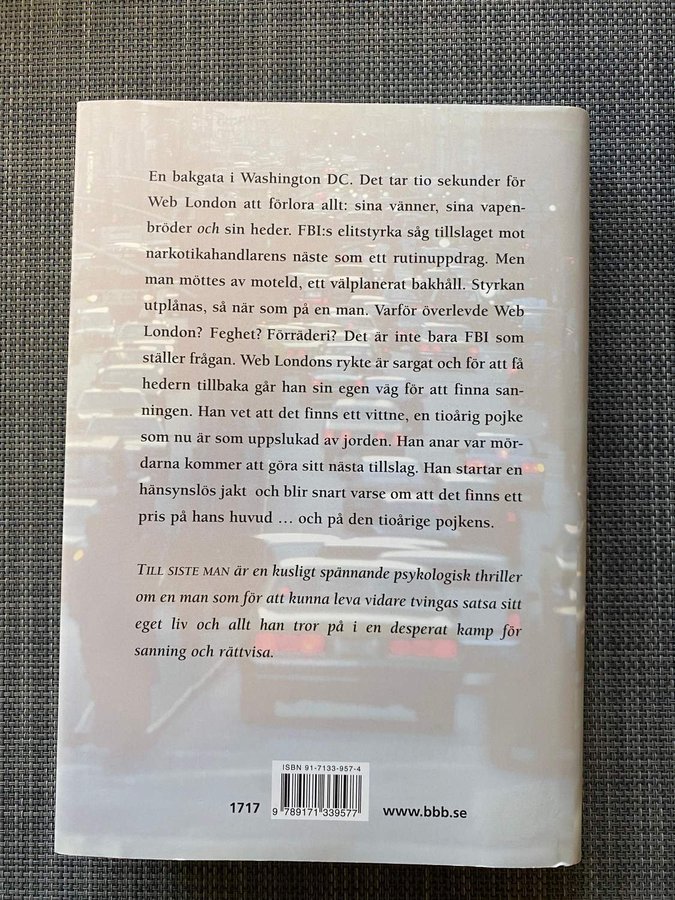 En bakgata i Washington DC. Det tar tio sekunder för
Web London att förlora allt: sina vänner, sina vapen-
bröder och sin heder. FBI:s elitstyrka såg tillslaget mot
narkotikahandlarens näste som ett rutinuppdrag. Men
man möttes av moteld, ett välplanerat bakhåll. Styrkan
utplånas, så när som på en man. Varför överlevde Web
London? Feghet? Förräderi? Det är inte bara FBI som
ställer frågan. Web Londons rykte är sargat och för att få
hedern tillbaka går han sin egen väg för att finna san-
ningen. Han vet att det finns ett vittne, en tioårig pojke
som nu är som uppslukad av jorden. Han anar var mör-
darna kommer att göra sitt nästa tillslag. Han startar en
hänsynslös jakt och blir snart varse om att det finns ett
pris på hans huvud … och på den tioårige pojkens.
TILL SISTE MAN är en kusligt spännande psykologisk thriller
om en man som för att kunna leva vidare tvingas satsa sitt
eget liv och allt han tror på i en desperat kamp för
sanning och rättvisa.
ISBN 91-7133-957-4
1717
9 789171 339577
www.bbb.se